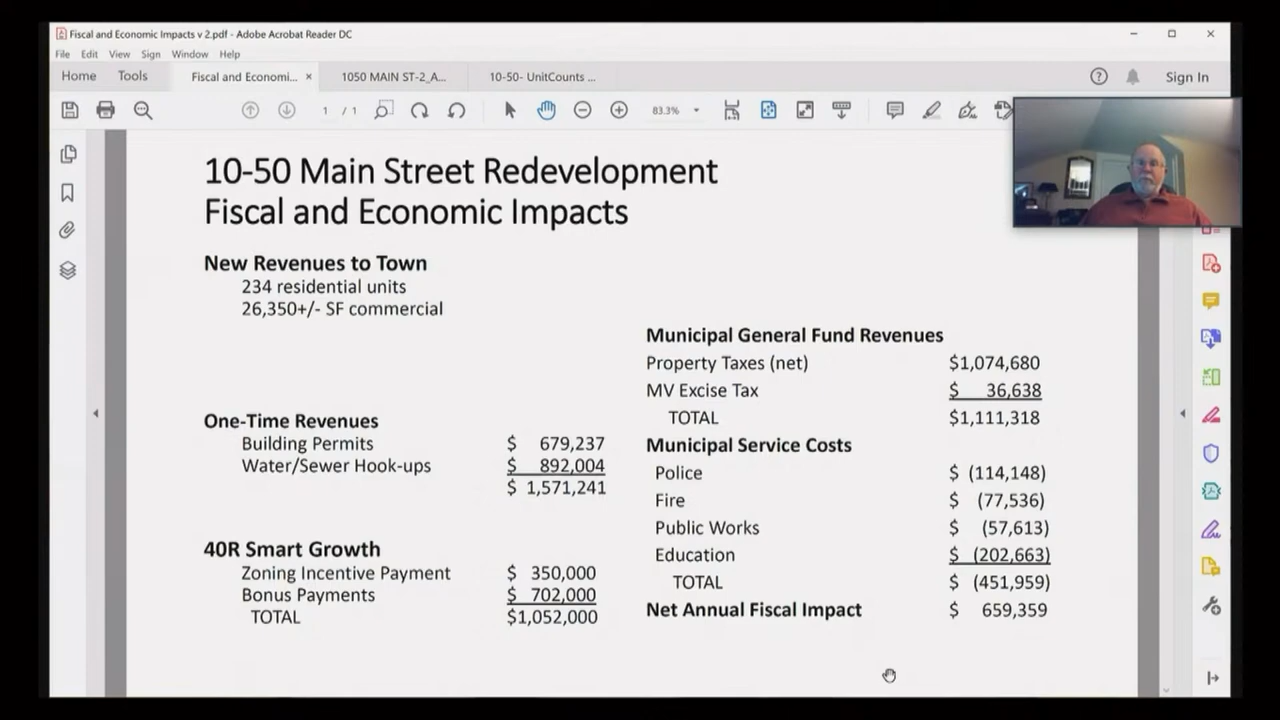 Fiscal and Economic Impacts v 2.pdf - Adobe Acrobat Reader DC
File Edit View Sign Window Help
Home Tools Fiscal and Economi... × 1050 MAIN ST-2_A... 10-50- UnitCounts ... Sign In
1 / 1 83.3%
10-50 Main Street Redevelopment
Fiscal and Economic Impacts
New Revenues to Town
234 residential units
26,350+/- SF commercial
One-Time Revenues
Building Permits $ 679,237
Water/Sewer Hook-ups $ 892,004
$ 1,571,241
40R Smart Growth
Zoning Incentive Payment $ 350,000
Bonus Payments $ 702,000
TOTAL $1,052,000
Municipal General Fund Revenues
Property Taxes (net) $1,074,680
MV Excise Tax $ 36,638
TOTAL $1,111,318
Municipal Service Costs
Police $ (114,148)
Fire $ (77,536)
Public Works $ (57,613)
Education $ (202,663)
TOTAL $ (451,959)
Net Annual Fiscal Impact $ 659,359